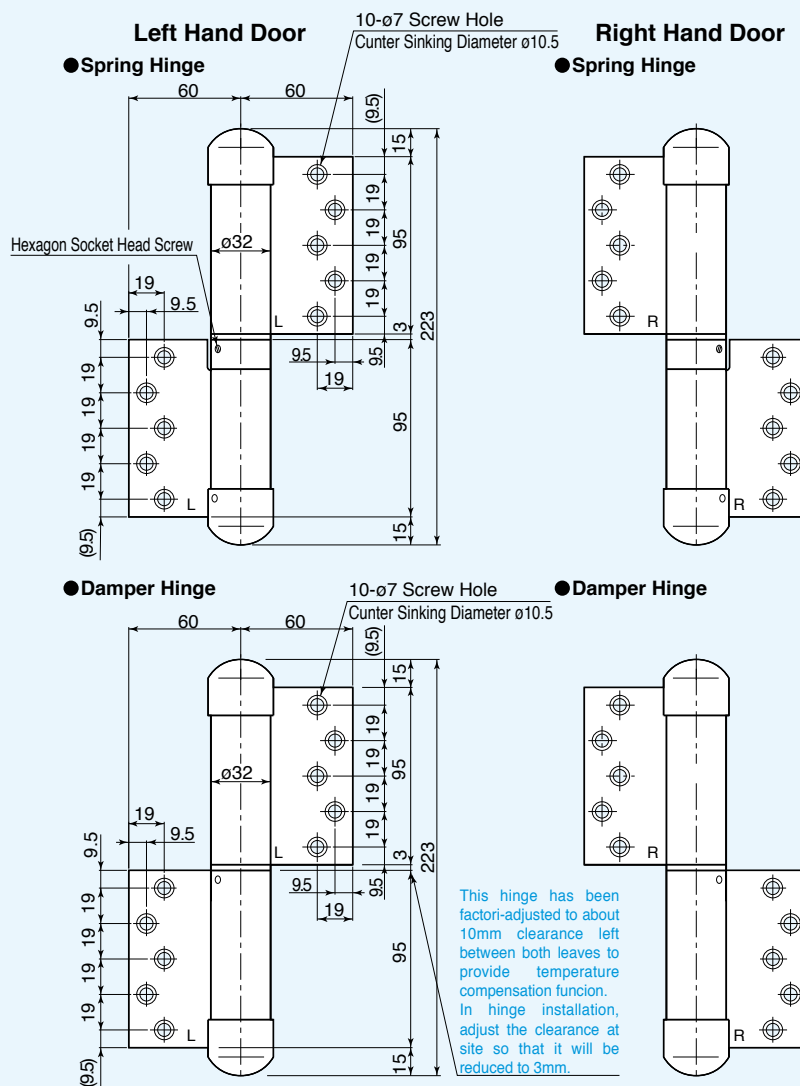 Left Hand Door
10-ø7 Screw Hole
Cunter Sinking Diameter ø10.5
Right Hand Door
●Spring Hinge
●Spring Hinge
60
60
(9.5)
15
19
19
95
19
19
ø32
Hexagon Socket Head Screw
19
9.5
9.5
L
3
223
R
9.5
9.5
19
19
19
19
19
95
L
R
15
(9.5)
●Damper Hinge
10-ø7 Screw Hole
Cunter Sinking Diameter ø10.5
●Damper Hinge
60
60
(9.5)
15
19
19
95
19
19
ø32
19
9.5
9.5
L
3
223
R
9.5
9.5
19
19
19
19
19
95
This hinge has been
factori-adjusted to about
10mm clearance left
between both leaves to
provide temperature
compensation funcion.
In hinge installation,
adjust the clearance at
site so that it will be
reduced to 3mm.
L
R
15
(9.5)